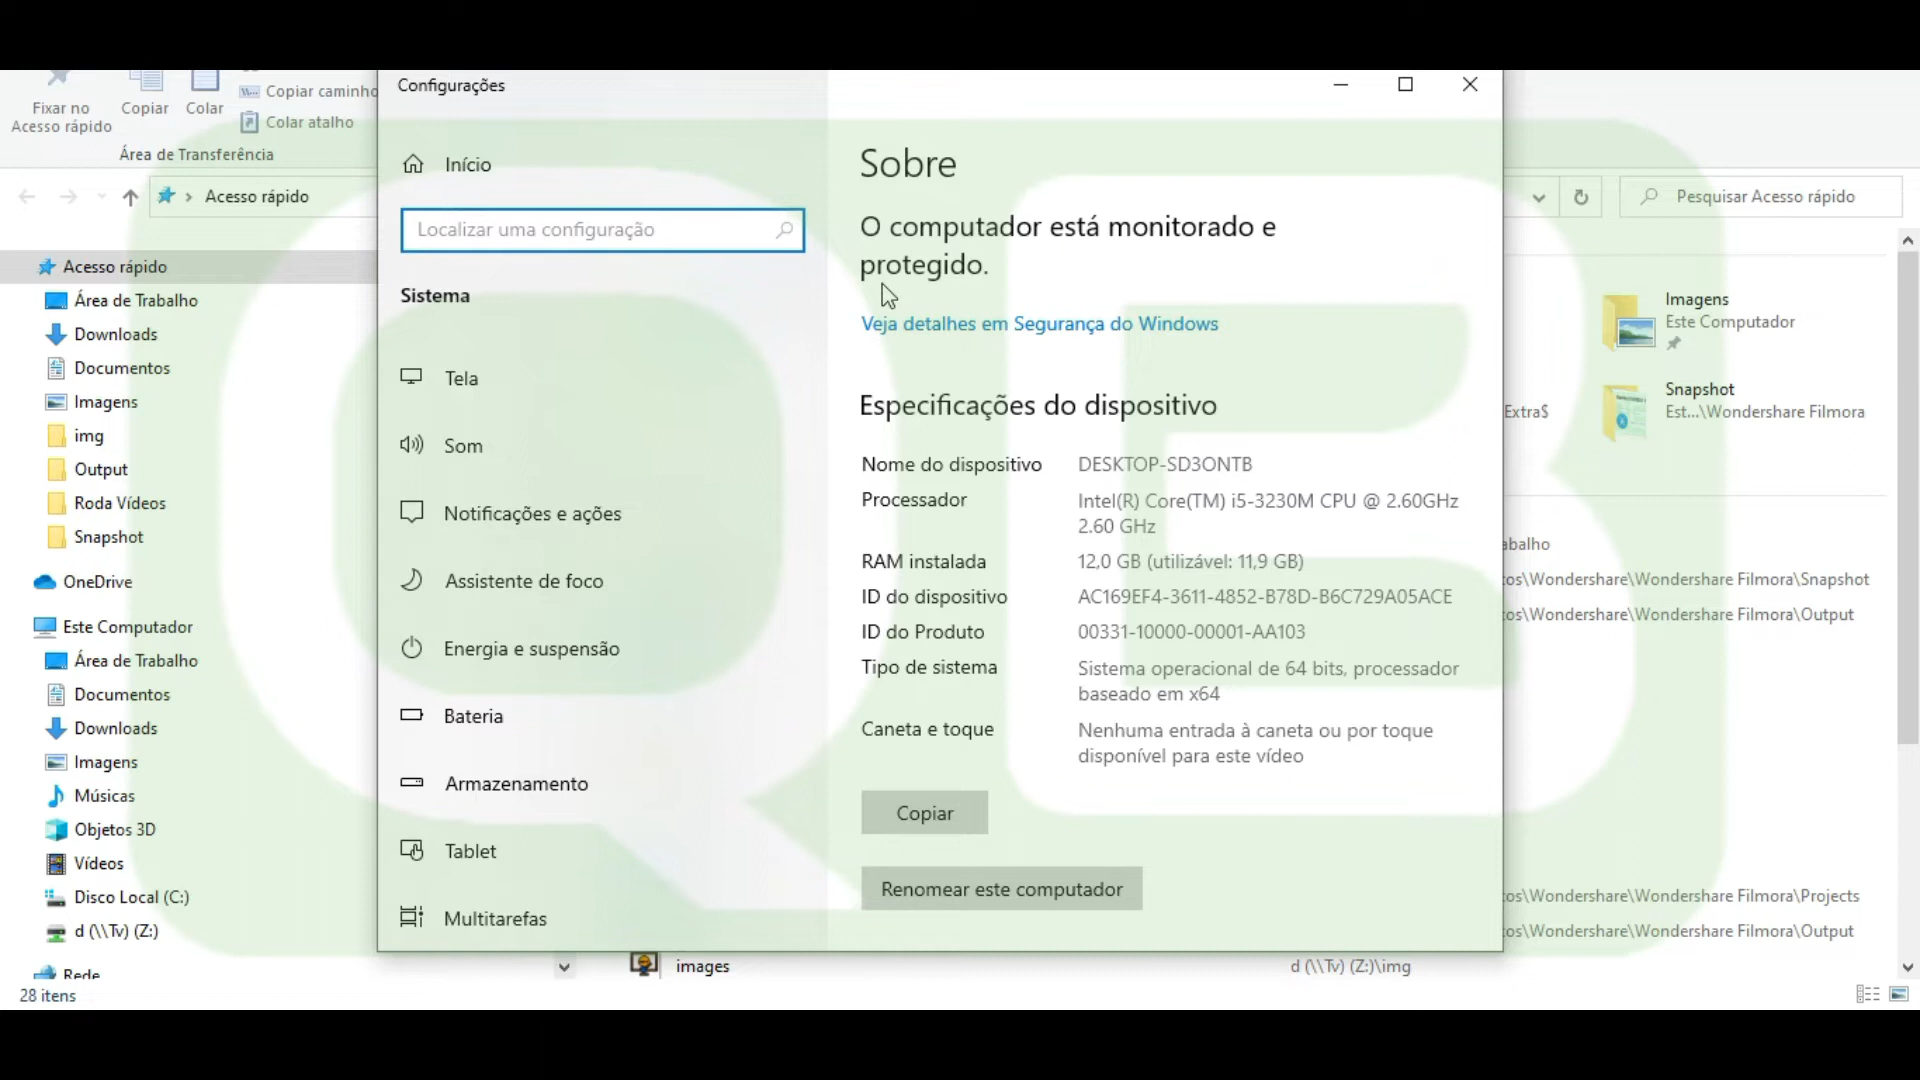 Fixar no
Acesso rápido
Copiar
Colar
Copiar caminho
Colar atalho
Área de Transferência
Acesso rápido
Pesquisar Acesso rápido
Acesso rápido
Área de Trabalho
Downloads
Documentos
Imagens
img
Output
Roda Vídeos
Snapshot
OneDrive
Este Computador
Área de Trabalho
Documentos
Downloads
Imagens
Músicas
Objetos 3D
Vídeos
Disco Local (C:)
d (\\Tv) (Z:)
Rede
28 itens
Configurações
Início
Localizar uma configuração
Sistema
Tela
Som
Notificações e ações
Assistente de foco
Energia e suspensão
Bateria
Armazenamento
Tablet
Multitarefas
Sobre
O computador está monitorado e
protegido.
Veja detalhes em Segurança do Windows
Especificações do dispositivo
Nome do dispositivo DESKTOP-SD3ONTB
Processador Intel(R) Core(TM) i5-3230M CPU @ 2.60GHz
2.60 GHz
RAM instalada 12,0 GB (utilizável: 11,9 GB)
ID do dispositivo AC169EF4-3611-4852-B78D-B6C729A05ACE
ID do Produto 00331-10000-00001-AA103
Tipo de sistema Sistema operacional de 64 bits, processador
baseado em x64
Caneta e toque Nenhuma entrada à caneta ou por toque
disponível para este vídeo
Copiar
Renomear este computador
Imagens
Este Computador
Snapshot
Est...\Wondershare Filmora
Extra$
abalho
tos\Wondershare\Wondershare Filmora\Snapshot
tos\Wondershare\Wondershare Filmora\Output
tos\Wondershare\Wondershare Filmora\Projects
tos\Wondershare\Wondershare Filmora\Output
images
d (\\Tv) (Z:)\img